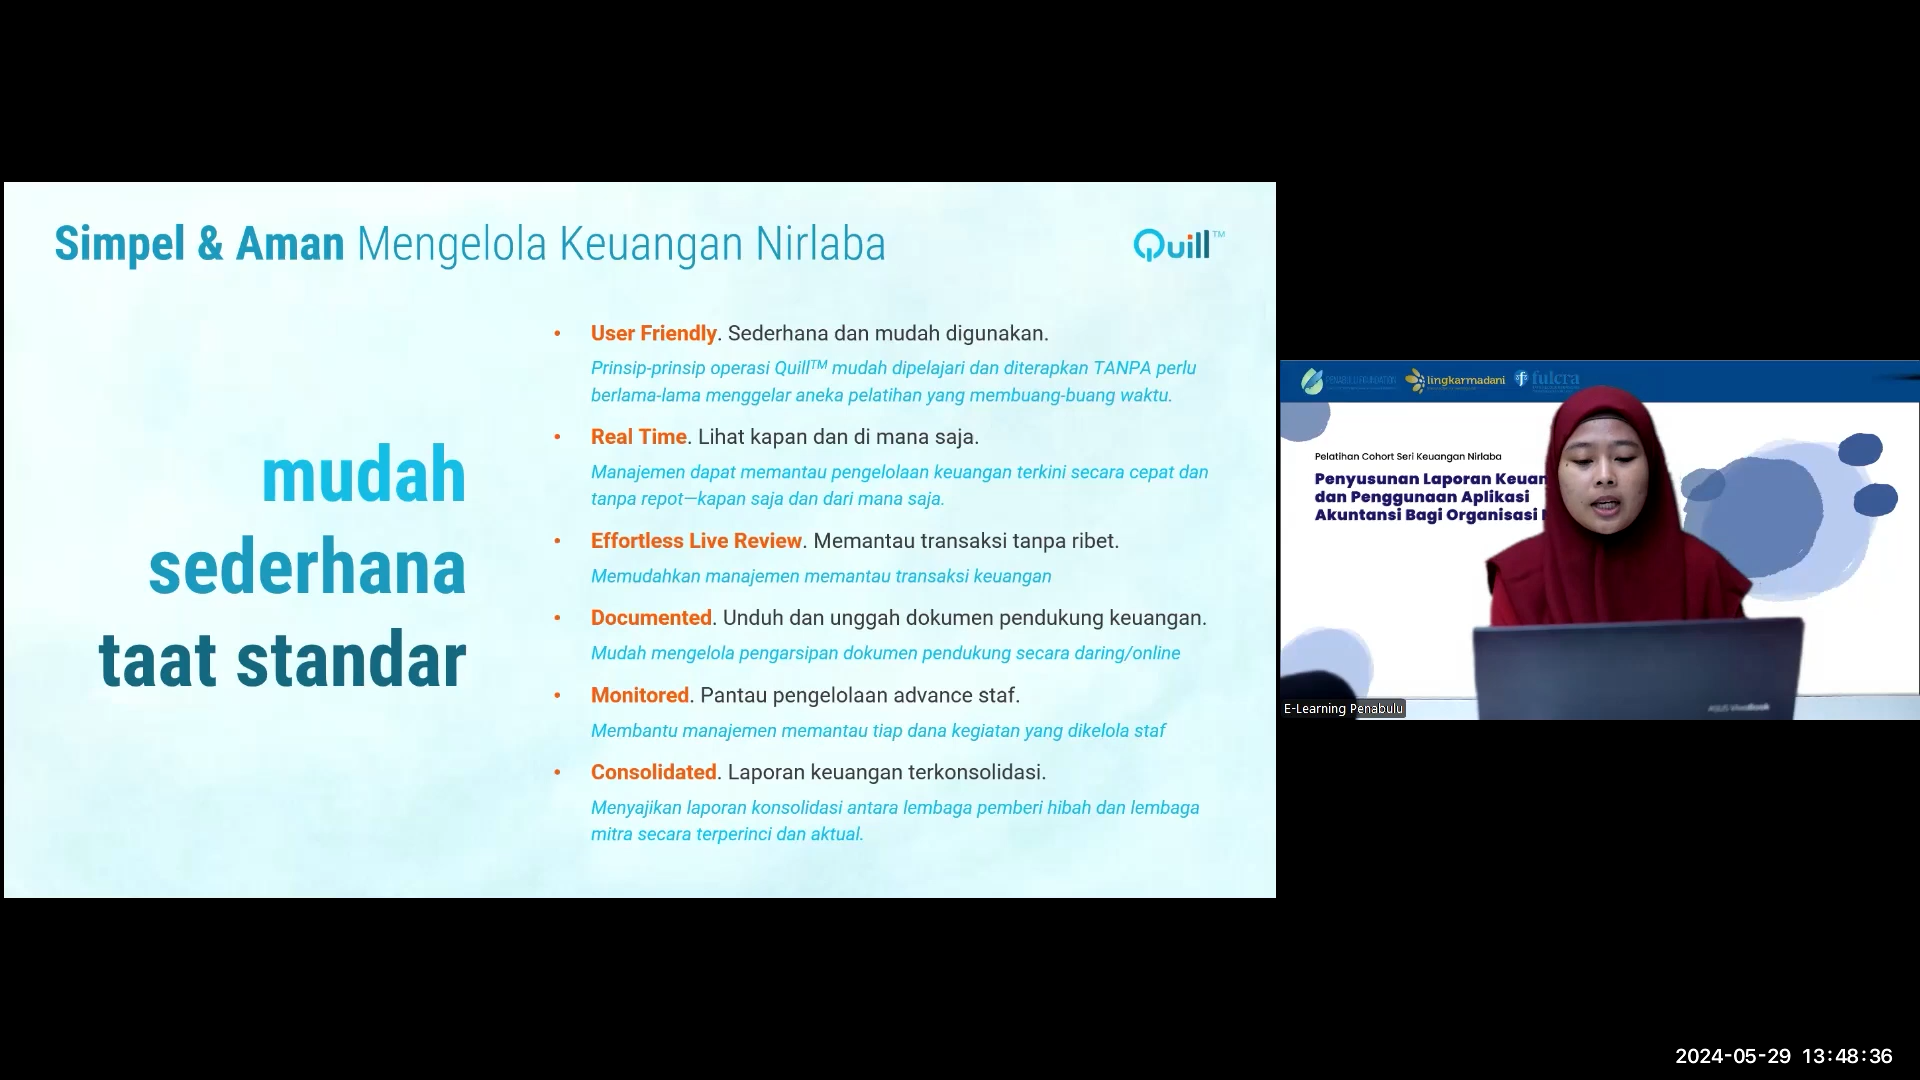 Simpel & Aman Mengelola Keuangan Nirlaba
Quill™
mudah
sederhana
taat standar
• User Friendly. Sederhana dan mudah digunakan.
Prinsip-prinsip operasi Quill™ mudah dipelajari dan diterapkan TANPA perlu
berlama-lama menggelar aneka pelatihan yang membuang-buang waktu.
• Real Time. Lihat kapan dan di mana saja.
Manajemen dapat memantau pengelolaan keuangan terkini secara cepat dan
tanpa repot—kapan saja dan dari mana saja.
• Effortless Live Review. Memantau transaksi tanpa ribet.
Memudahkan manajemen memantau transaksi keuangan
• Documented. Unduh dan unggah dokumen pendukung keuangan.
Mudah mengelola pengarsipan dokumen pendukung secara daring/online
• Monitored. Pantau pengelolaan advance staf.
Membantu manajemen memantau tiap dana kegiatan yang dikelola staf
• Consolidated. Laporan keuangan terkonsolidasi.
Menyajikan laporan konsolidasi antara lembaga pemberi hibah dan lembaga
mitra secara terperinci dan aktual.
PENABULU FOUNDATION
lingkarmadani
fulcra
Pelatihan Cohort Seri Keuangan Nirlaba
Penyusunan Laporan Keuan
dan Penggunaan Aplikasi
Akuntansi Bagi Organisasi
ASUS VivoBook
E-Learning Penabulu
2024-05-29 13:48:36